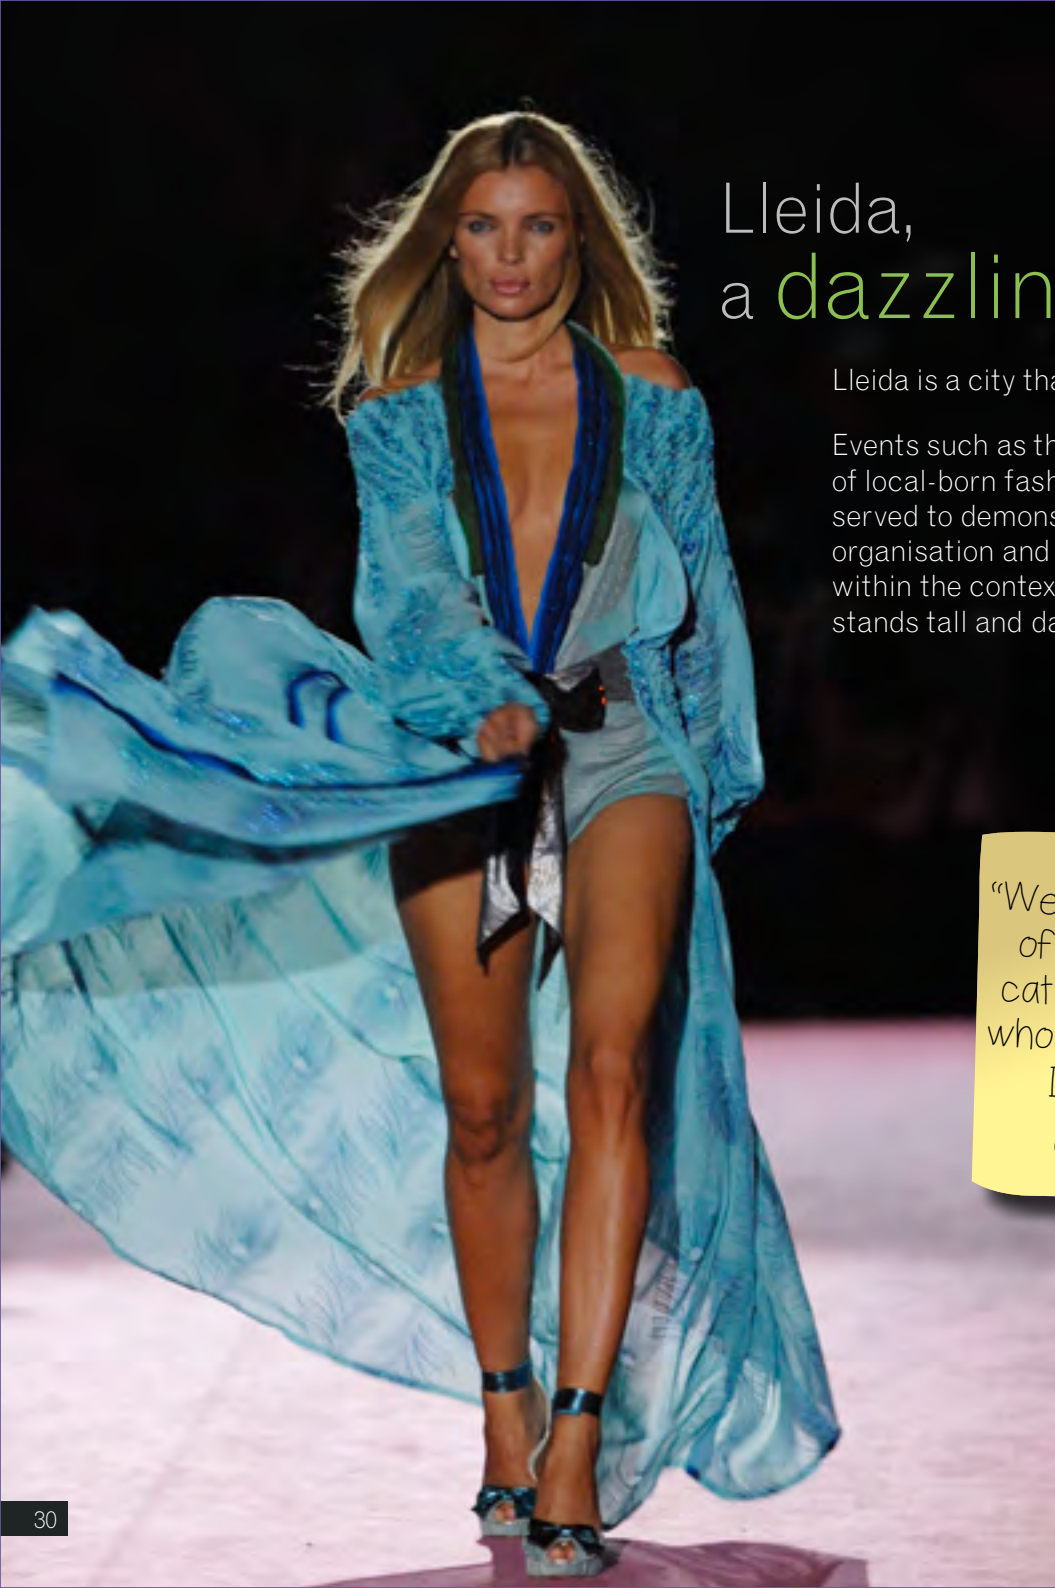 Lleida,
a dazzlin
Lleida is a city tha
Events such as th
of local-born fash
served to demons
organisation and
within the contex
stands tall and da
“We
of
cat
who
I
30